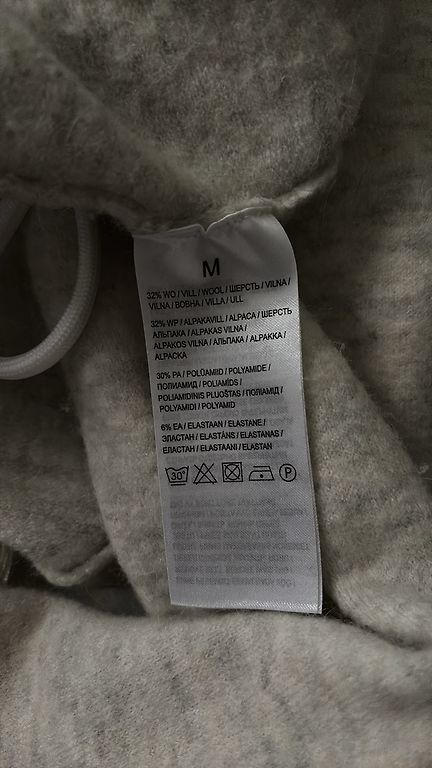 M
32% WO / VILL / WOOL / ШЕРСТЬ / VILNA /
VILNA / ВОВНА / VILLA / ULL
32% WP / ALPAKAVILL / ALPACA / ШЕРСТЬ
АЛЬПАКА / ALPAKAS VILNA /
ALPAKOS VILNA / АЛЬПАКА / ALPAKKA /
ALPACKA
30% PA / POLÜAMIID / POLYAMIDE /
ПОЛИАМИД / POLIAMĪDS /
POLIAMIDINIS PLUOŠTAS / ПОЛІАМІД /
POLYAMIDI / POLYAMID
6% EA / ELASTAAN / ELASTANE /
ЭЛАСТАН / ELASTĀNS / ELASTANAS /
ЕЛАСТАН / ELASTAANI / ELASTAN
30° P